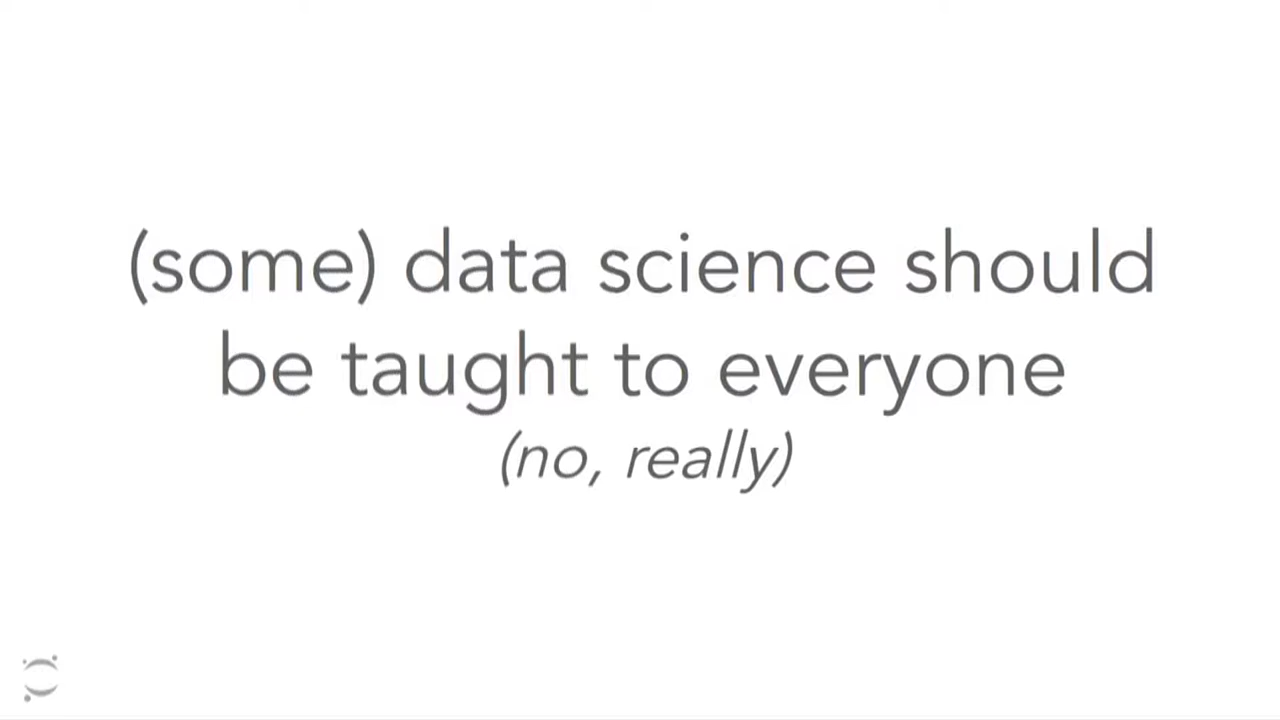 (some) data science should
be taught to everyone
(no, really)